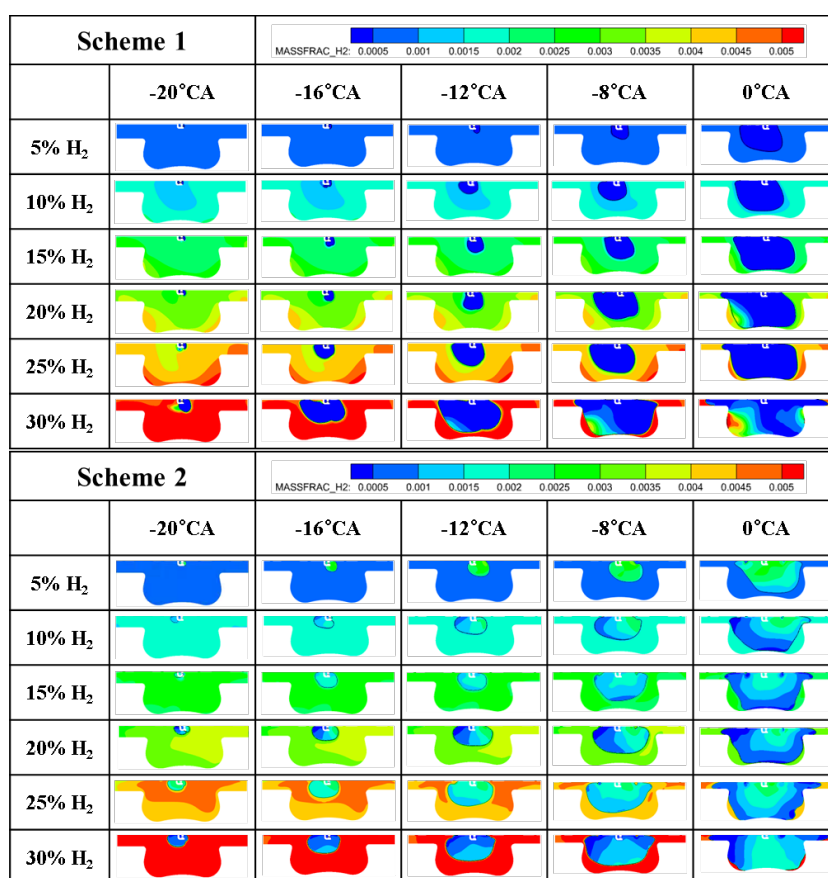 Scheme 1
MASSFRAC_H2: 0.0005 0.001 0.0015 0.002 0.0025 0.003 0.0035 0.004 0.0045 0.005
-20°CA -16°CA -12°CA -8°CA 0°CA
5% H₂
10% H₂
15% H₂
20% H₂
25% H₂
30% H₂
Scheme 2
MASSFRAC_H2: 0.0005 0.001 0.0015 0.002 0.0025 0.003 0.0035 0.004 0.0045 0.005
-20°CA -16°CA -12°CA -8°CA 0°CA
5% H₂
10% H₂
15% H₂
20% H₂
25% H₂
30% H₂